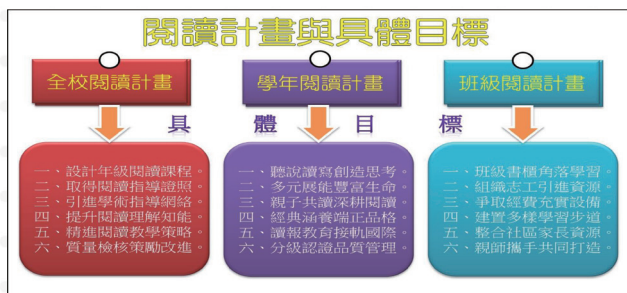 閱讀計畫與具體目標
全校閱讀計畫
學年閱讀計畫
班級閱讀計畫
具體目標
一、設計年級閱讀課程。
二、取得閱讀指導證照。
三、引進學術指導網絡。
四、提升閱讀理解知能。
五、精進閱讀教學策略。
六、質量檢核策勵改進。
一、聽說讀寫創造思考。
二、多元展能豐富生命。
三、親子共讀深耕閱讀。
四、經典涵養端正品格。
五、讀報教育接軌國際。
六、分級認證品質管理。
一、班級書櫃角落學習。
二、組織志工引進資源。
三、爭取經費充實設備。
四、建置多樣學習步道。
五、整合社區家長資源。
六、親師攜手共同打造。